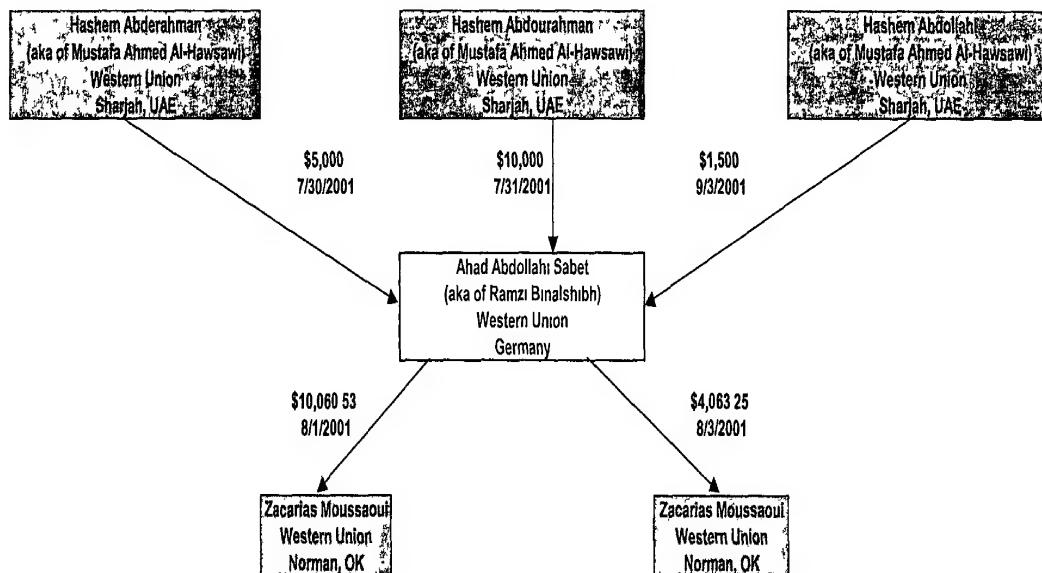 Hashem Abderahman
(aka of Mustafa Ahmed Al-Hawsawi)
Western Union
Sharjah, UAE
Hashem Abdourahman
(aka of Mustafa Ahmed Al-Hawsawi)
Western Union
Sharjah, UAE
Hashem Abdollahi
(aka of Mustafa Ahmed Al-Hawsawi)
Western Union
Sharjah, UAE
$5,000
7/30/2001
$10,000
7/31/2001
$1,500
9/3/2001
Ahad Abdollahi Sabet
(aka of Ramzi Binalshibh)
Western Union
Germany
$10,060 53
8/1/2001
$4,063 25
8/3/2001
Zacarias Moussaoui
Western Union
Norman, OK
Zacarias Moussaoui
Western Union
Norman, OK